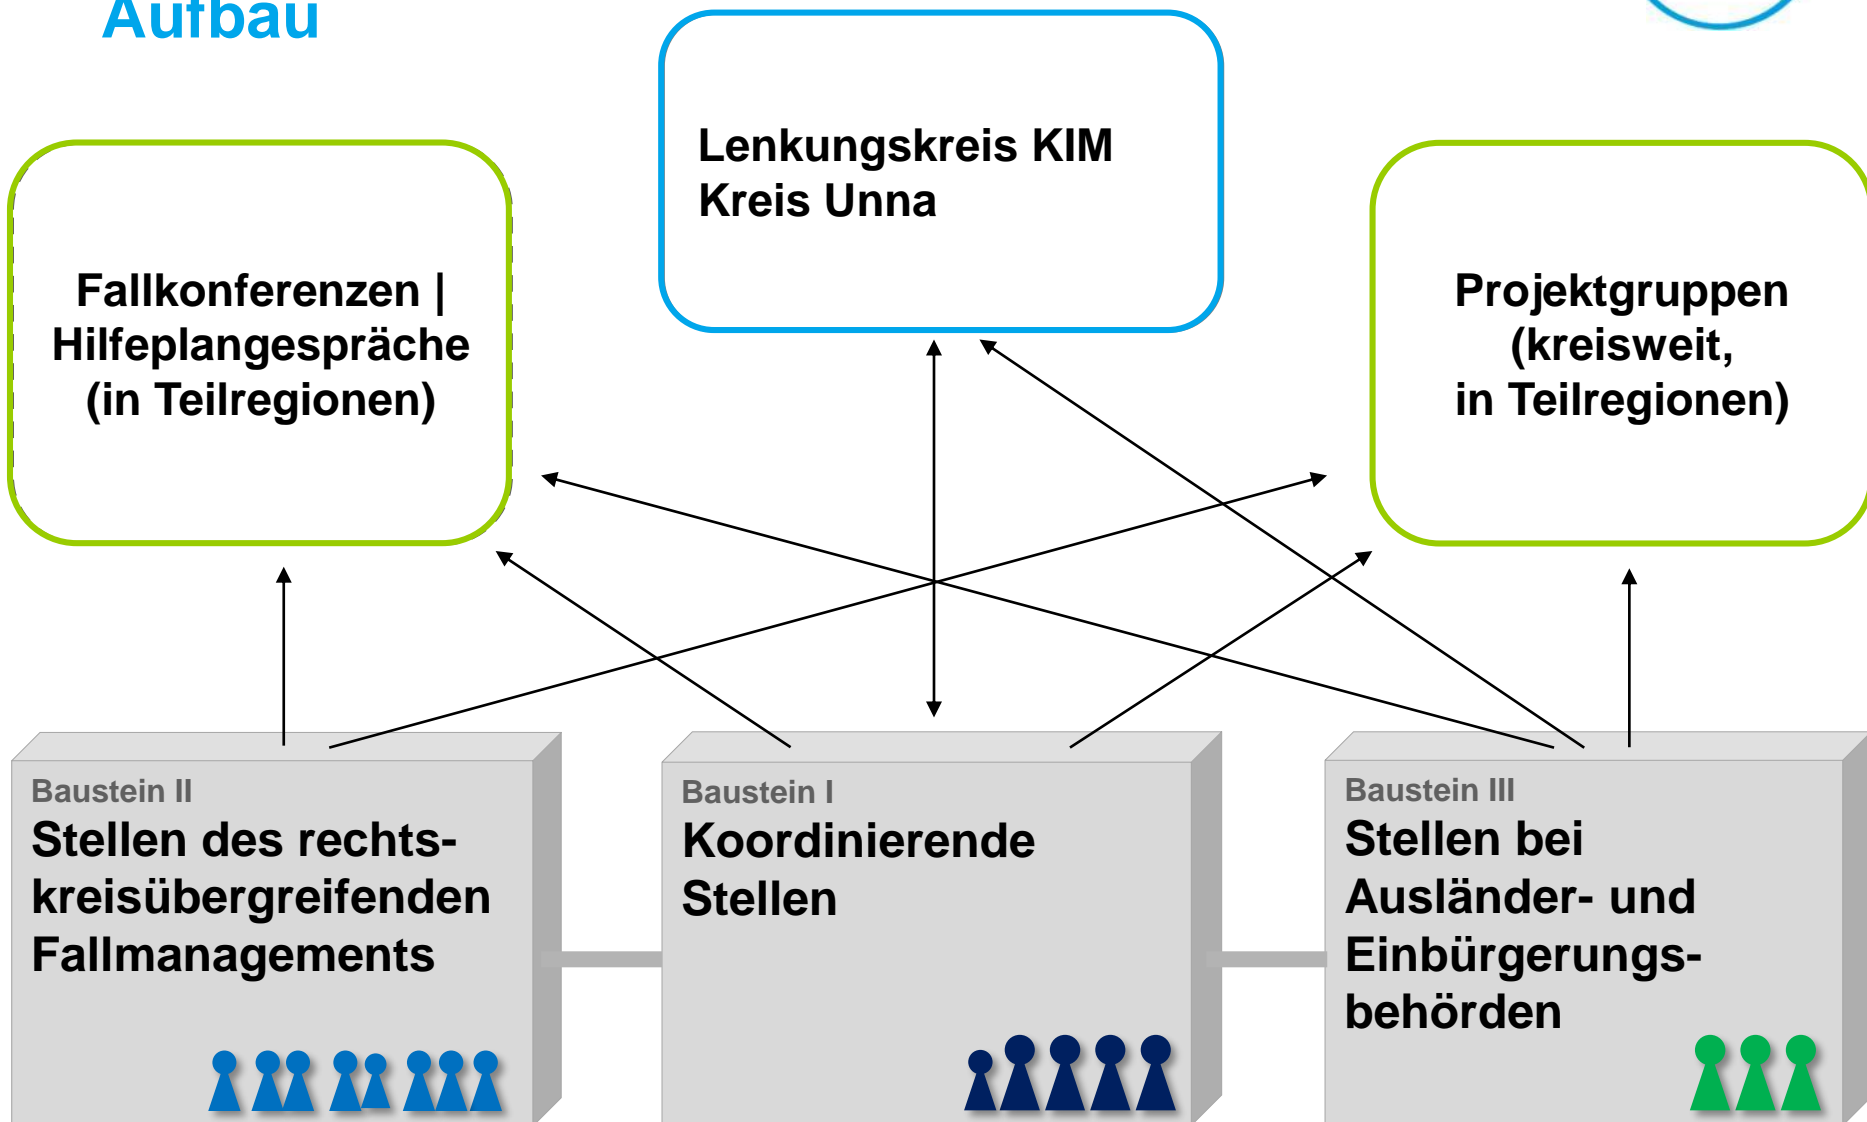 Aufbau
Lenkungskreis KIM
Kreis Unna
Fallkonferenzen |
Hilfeplangespräche
(in Teilregionen)
Projektgruppen
(kreisweit,
in Teilregionen)
Baustein II
Stellen des rechts-
kreisübergreifenden
Fallmanagements
Baustein I
Koordinierende
Stellen
Baustein III
Stellen bei
Ausländer- und
Einbürgerungs-
behörden